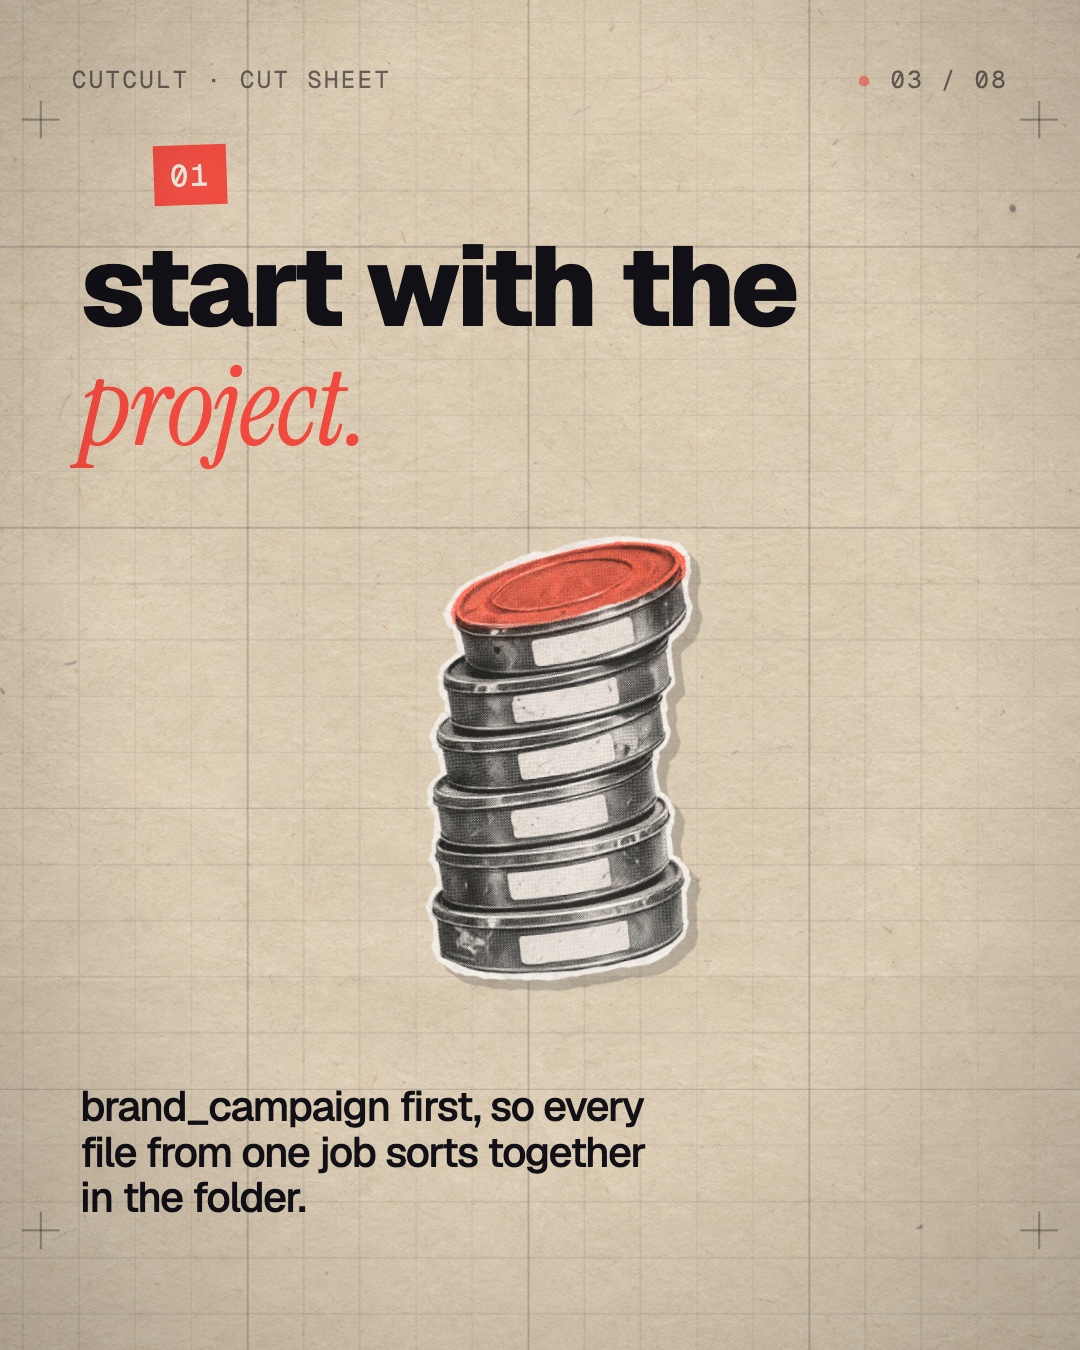 CUTCULT · CUT SHEET
03 / 08
01
start with the
project.
brand_campaign first, so every
file from one job sorts together
in the folder.